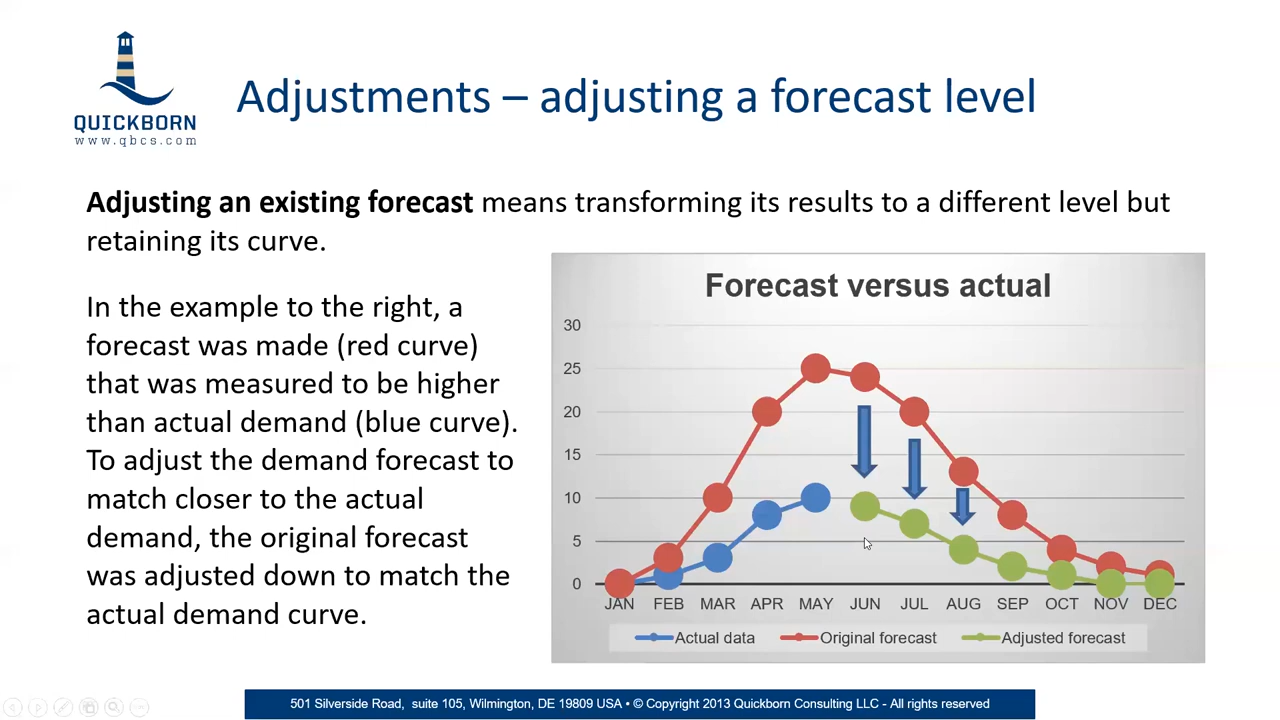 QUICKBORN
www.qbcs.com
Adjustments – adjusting a forecast level
Adjusting an existing forecast means transforming its results to a different level but
retaining its curve.
In the example to the right, a
forecast was made (red curve)
that was measured to be higher
than actual demand (blue curve).
To adjust the demand forecast to
match closer to the actual
demand, the original forecast
was adjusted down to match the
actual demand curve.
Forecast versus actual
30
25
20
15
10
5
0
JAN FEB MAR APR MAY JUN JUL AUG SEP OCT NOV DEC
Actual data Original forecast Adjusted forecast
501 Silverside Road, suite 105, Wilmington, DE 19809 USA • © Copyright 2013 Quickborn Consulting LLC - All rights reserved